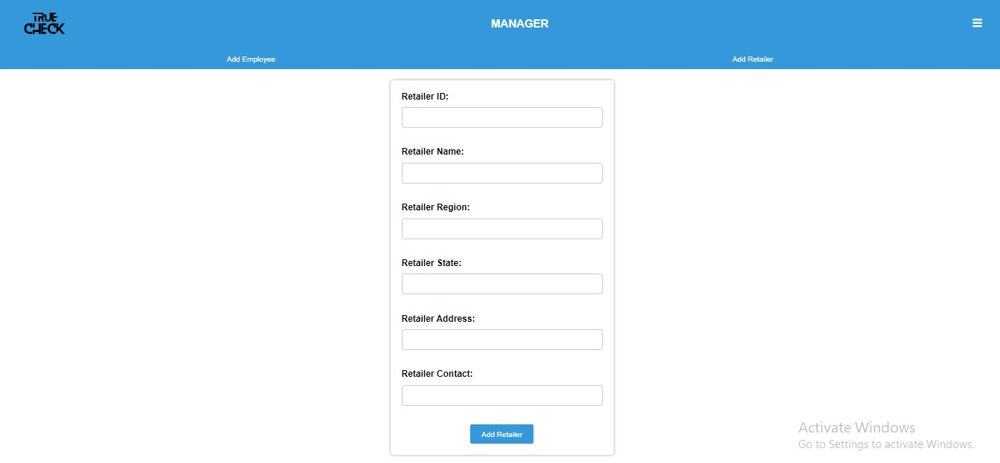 TRUE
CHECK
MANAGER
Add Employee
Add Retailer
Retailer ID:
Retailer Name:
Retailer Region:
Retailer State:
Retailer Address:
Retailer Contact:
Add Retailer
Activate Windows
Go to Settings to activate Windows.